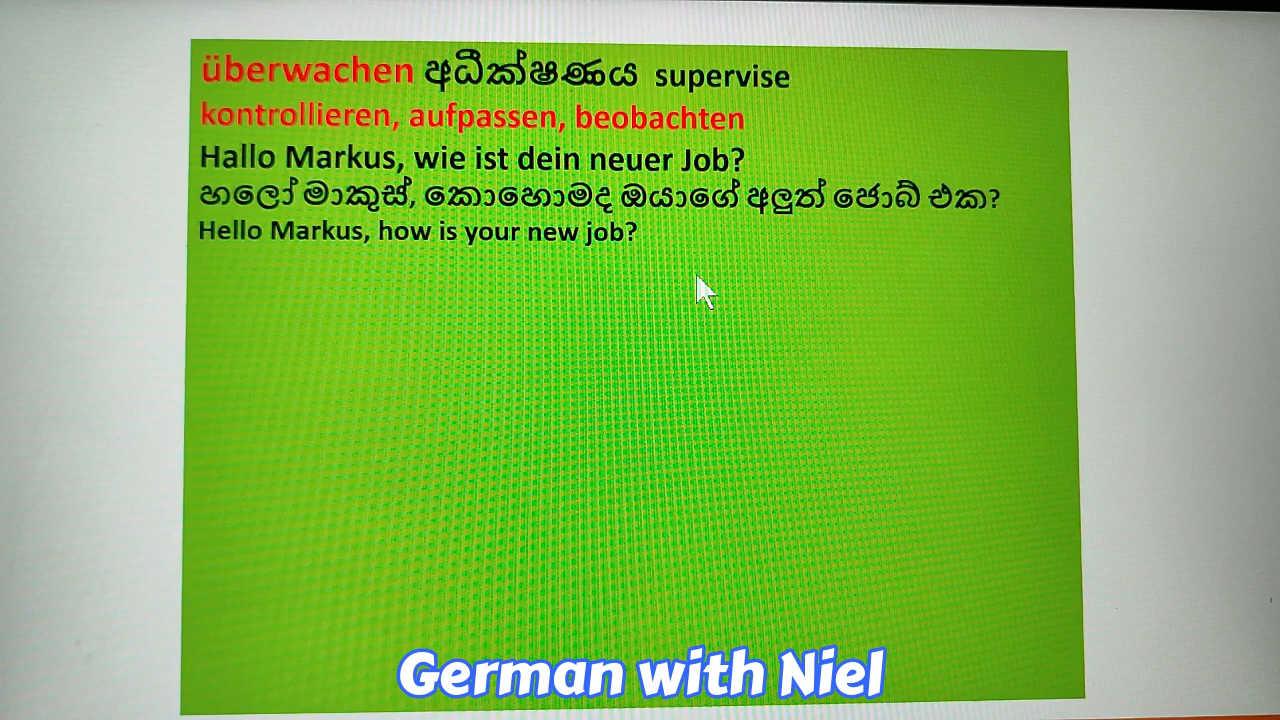 überwachen අධීක්ෂණය supervise
kontrollieren, aufpassen, beobachten
Hallo Markus, wie ist dein neuer Job?
හලෝ මාකුස්, කොහොමද ඔයාගේ අලුත් ජොබ් එක?
Hello Markus, how is your new job?
German with Niel